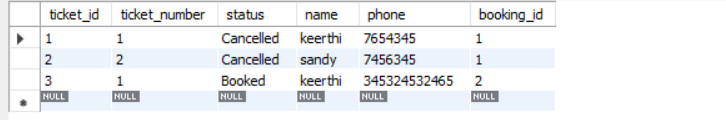 ticket_id ticket_number status name phone booking_id
1 1 Cancelled keerthi 7654345 1
2 2 Cancelled sandy 7456345 1
3 1 Booked keerthi 345324532465 2
NULL NULL NULL NULL NULL NULL